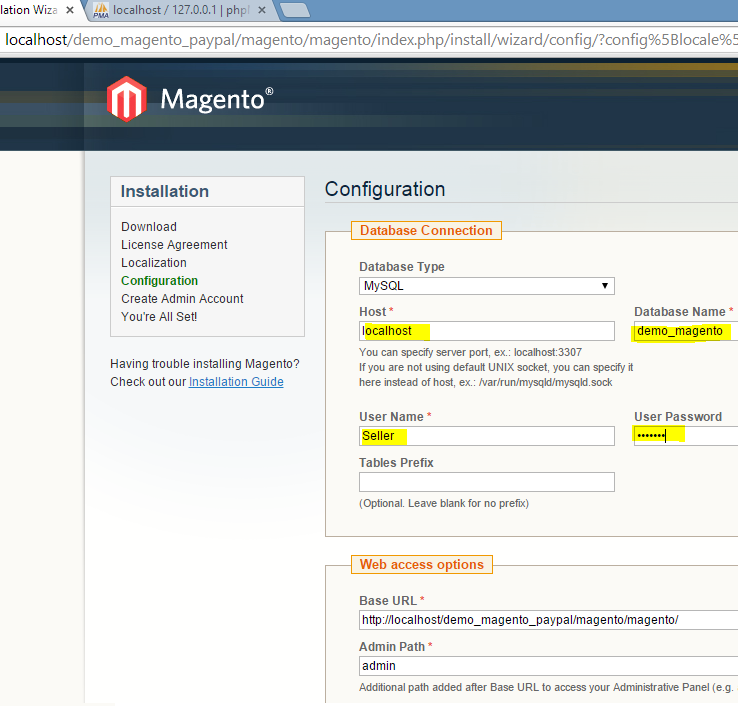 lation Wiza × localhost / 127.0.0.1 | phpl ×
localhost/demo_magento_paypal/magento/magento/index.php/install/wizard/config/?config%5Blocale%5
Magento®
Installation
Download
License Agreement
Localization
Configuration
Create Admin Account
You're All Set!
Having trouble installing Magento?
Check out our Installation Guide
Configuration
Database Connection
Database Type
MySQL
Host * Database Name *
localhost demo_magento
You can specify server port, ex.: localhost:3307
If you are not using default UNIX socket, you can specify it
here instead of host, ex.: /var/run/mysqld/mysqld.sock
User Name * User Password
Seller •••••••
Tables Prefix
(Optional. Leave blank for no prefix)
Web access options
Base URL *
http://localhost/demo_magento_paypal/magento/magento/
Admin Path *
admin
Additional path added after Base URL to access your Administrative Panel (e.g.